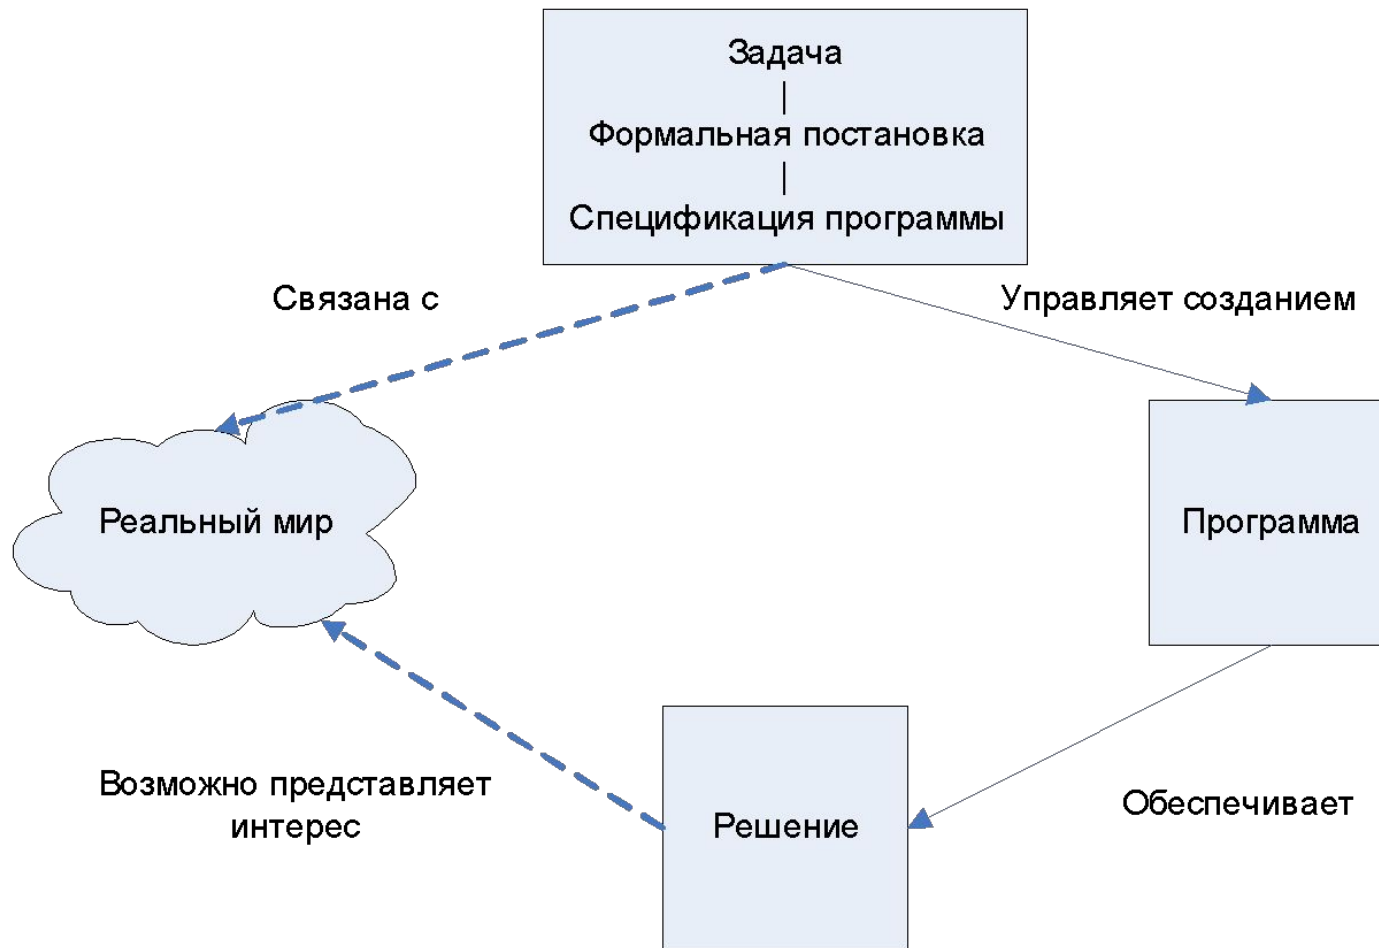 Задача
Формальная постановка
Спецификация программы
Связана с
Управляет созданием
Реальный мир
Программа
Возможно представляет
интерес
Решение
Обеспечивает